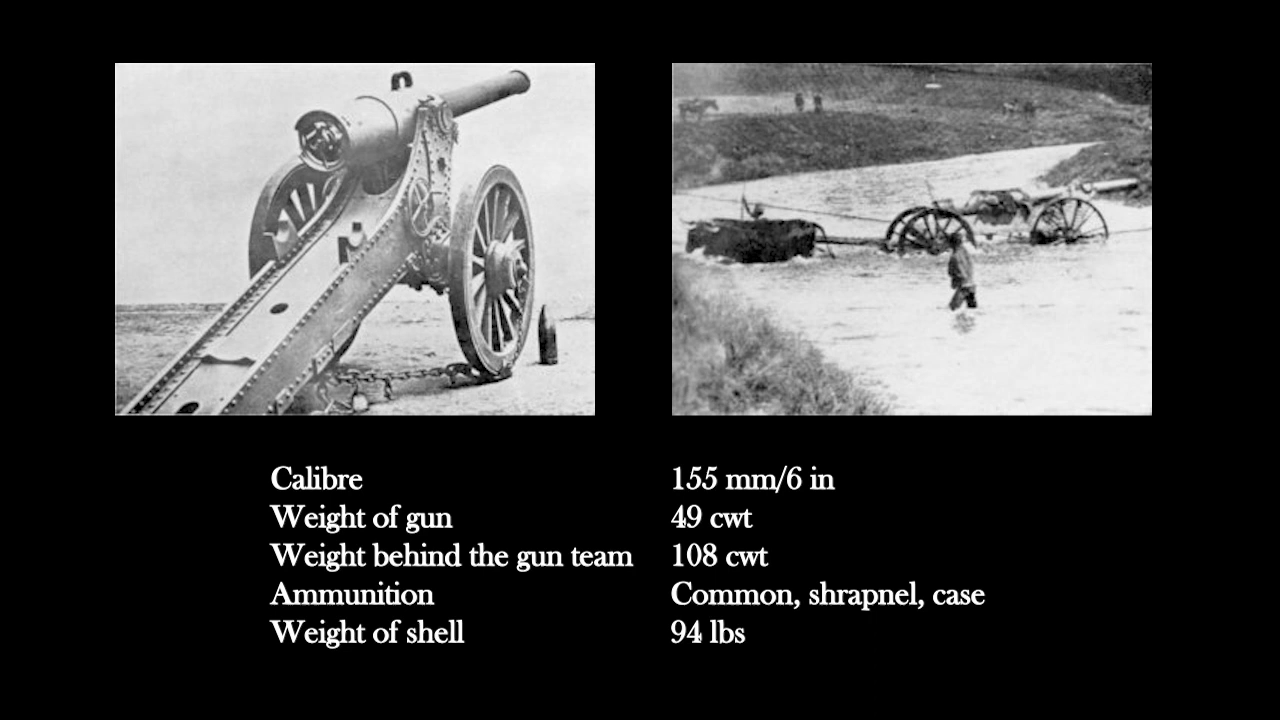 Calibre 155 mm/6 in
Weight of gun 49 cwt
Weight behind the gun team 108 cwt
Ammunition Common, shrapnel, case
Weight of shell 94 lbs